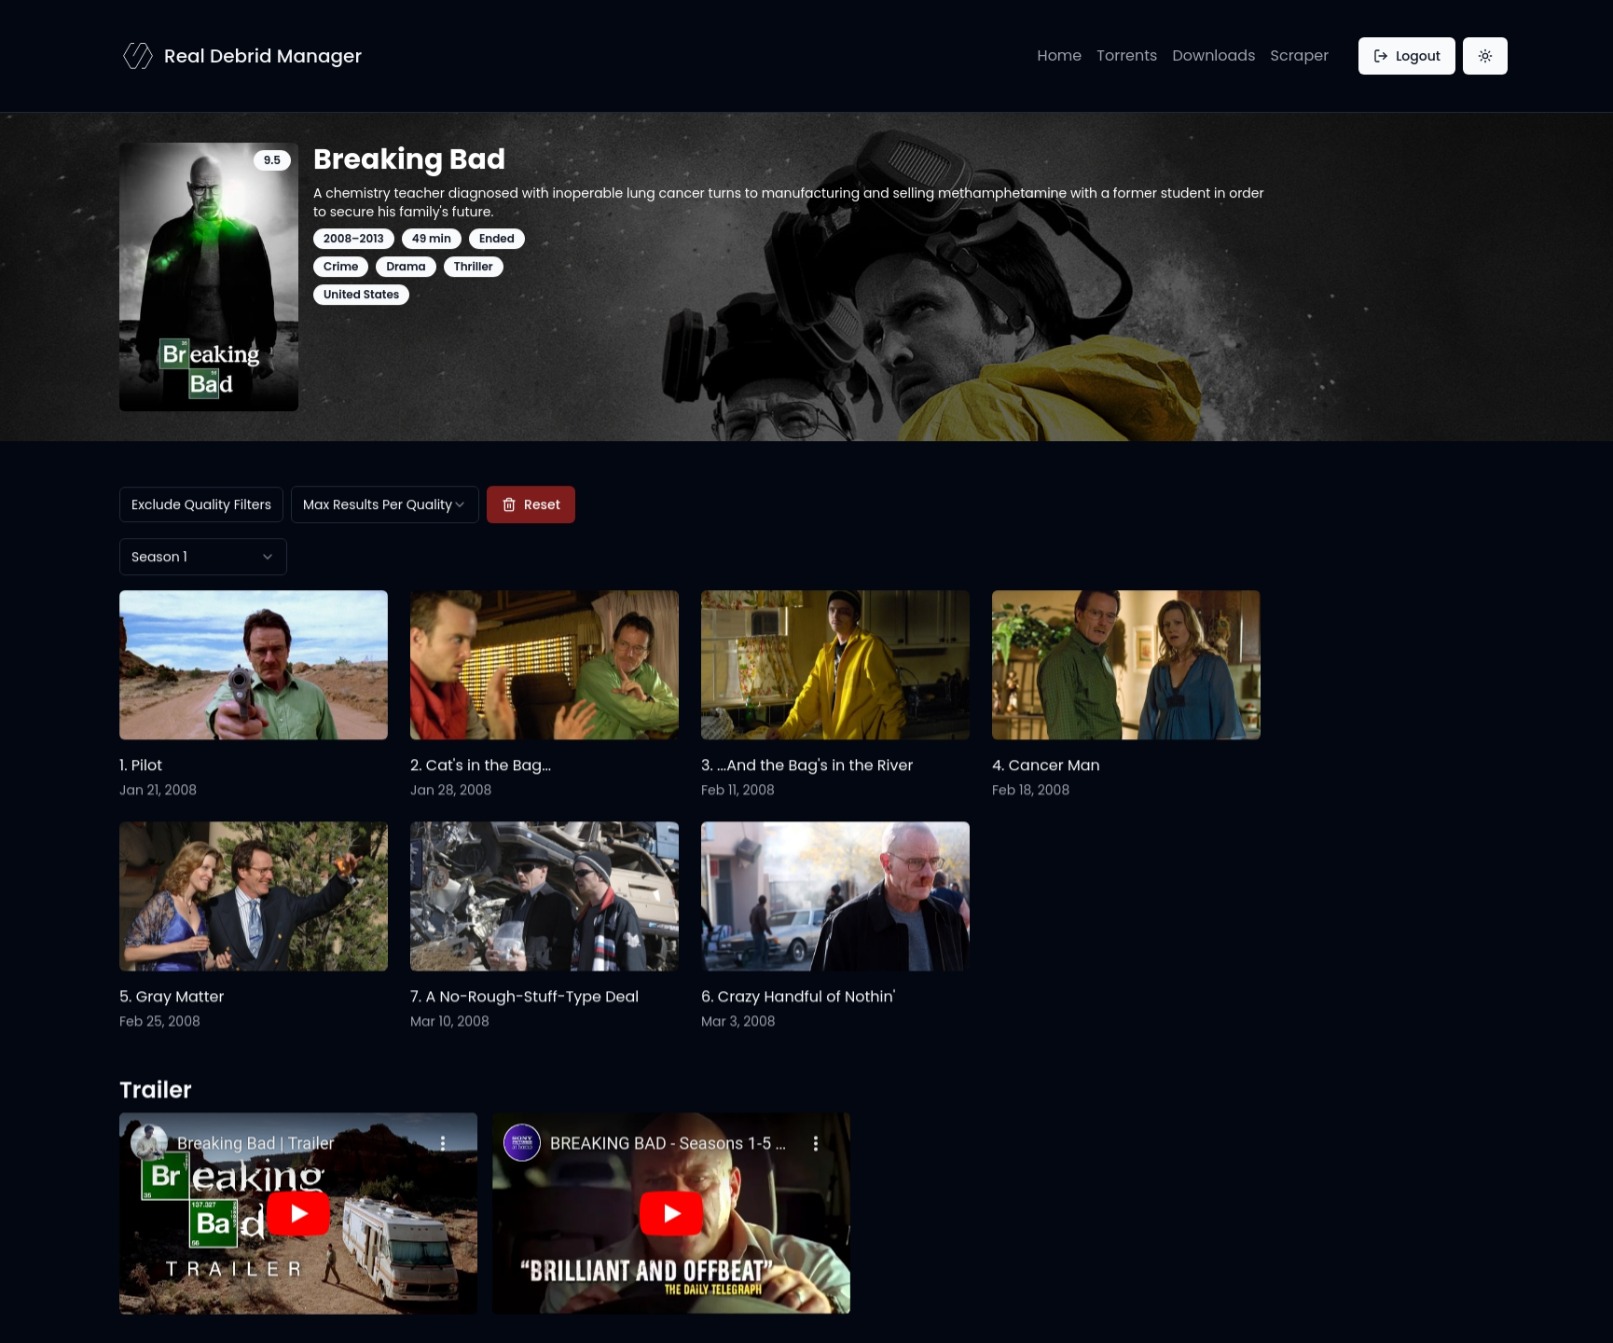 Real Debrid Manager
Home Torrents Downloads Scraper Logout
9.5
Breaking Bad
A chemistry teacher diagnosed with inoperable lung cancer turns to manufacturing and selling methamphetamine with a former student in order
to secure his family's future.
2008–2013 49 min Ended
Crime Drama Thriller
United States
Breaking
Bad
Exclude Quality Filters Max Results Per Quality Reset
Season 1
1. Pilot
Jan 21, 2008
2. Cat's in the Bag...
Jan 28, 2008
3. ...And the Bag's in the River
Feb 11, 2008
4. Cancer Man
Feb 18, 2008
5. Gray Matter
Feb 25, 2008
7. A No-Rough-Stuff-Type Deal
Mar 10, 2008
6. Crazy Handful of Nothin'
Mar 3, 2008
Trailer
Breaking Bad | Trailer
Breaking
35
137.327
Bad
56
TRAILER
BREAKING BAD - Seasons 1-5 ...
“BRILLIANT AND OFFBEAT”
THE DAILY TELEGRAPH